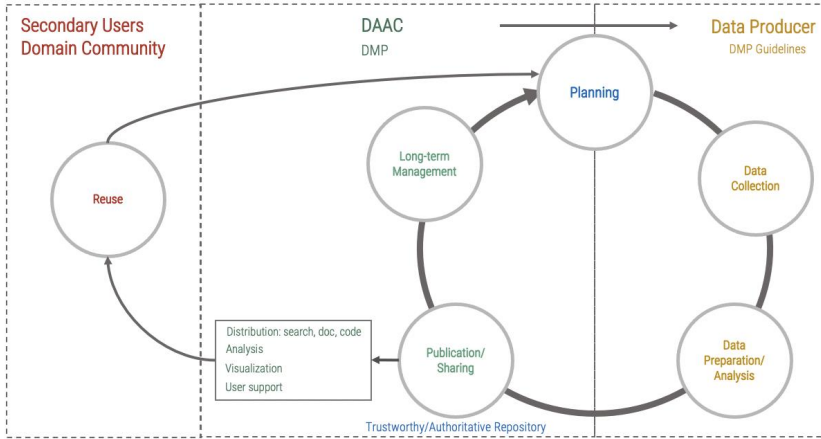 Secondary Users
Domain Community
DAAC
DMP
Data Producer
DMP Guidelines
Planning
Long-term
Management
Data
Collection
Reuse
Distribution: search, doc, code
Analysis
Visualization
User support
Publication/
Sharing
Data
Preparation/
Analysis
Trustworthy/Authoritative Repository